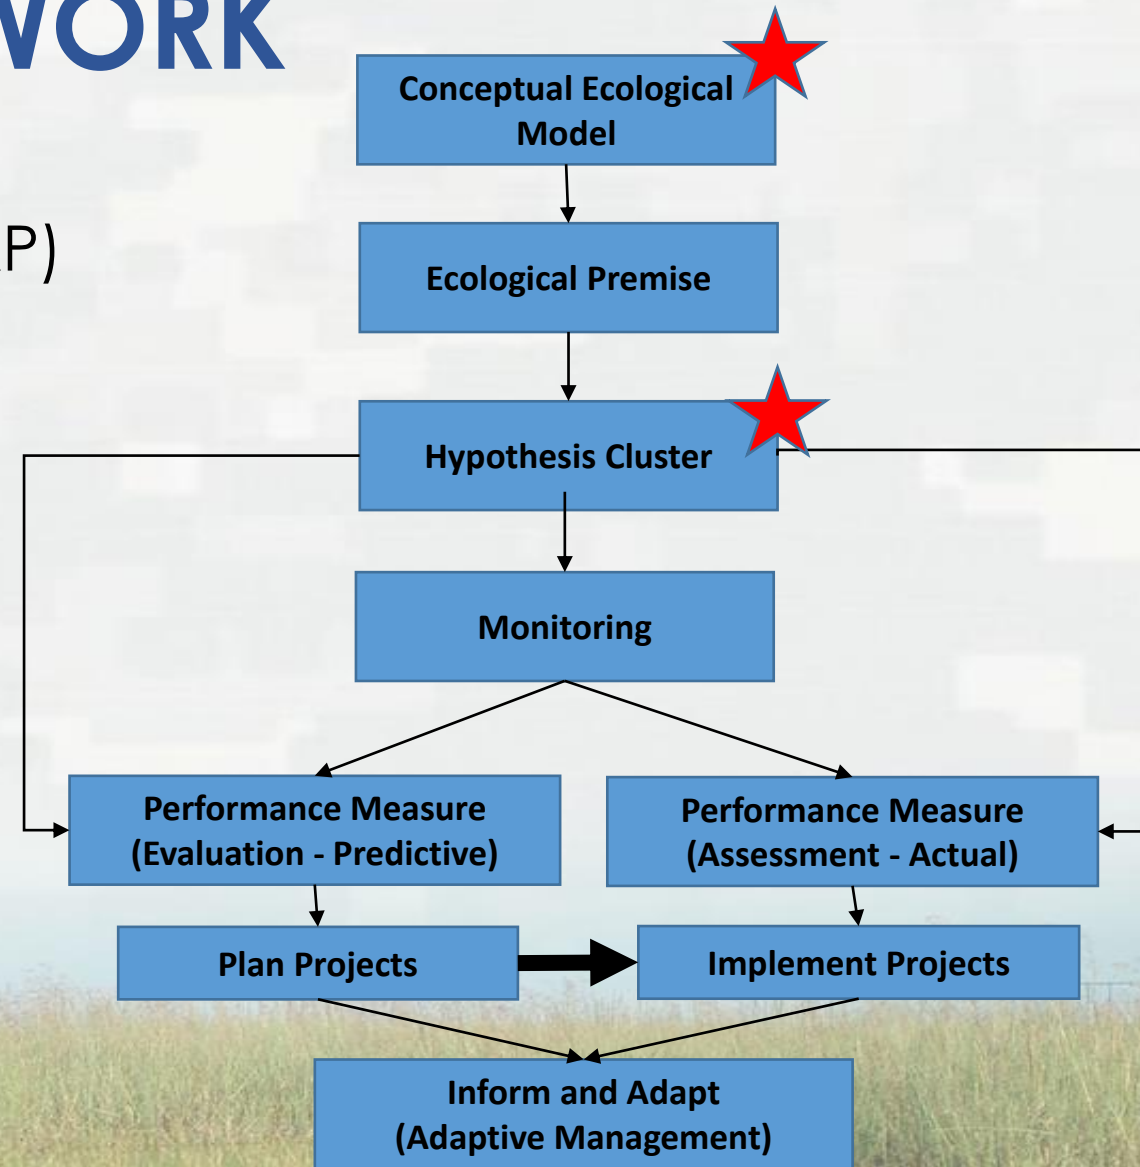 WORK
P)
Conceptual Ecological
Model
Ecological Premise
Hypothesis Cluster
Monitoring
Performance Measure
(Evaluation - Predictive)
Performance Measure
(Assessment - Actual)
Plan Projects
Implement Projects
Inform and Adapt
(Adaptive Management)